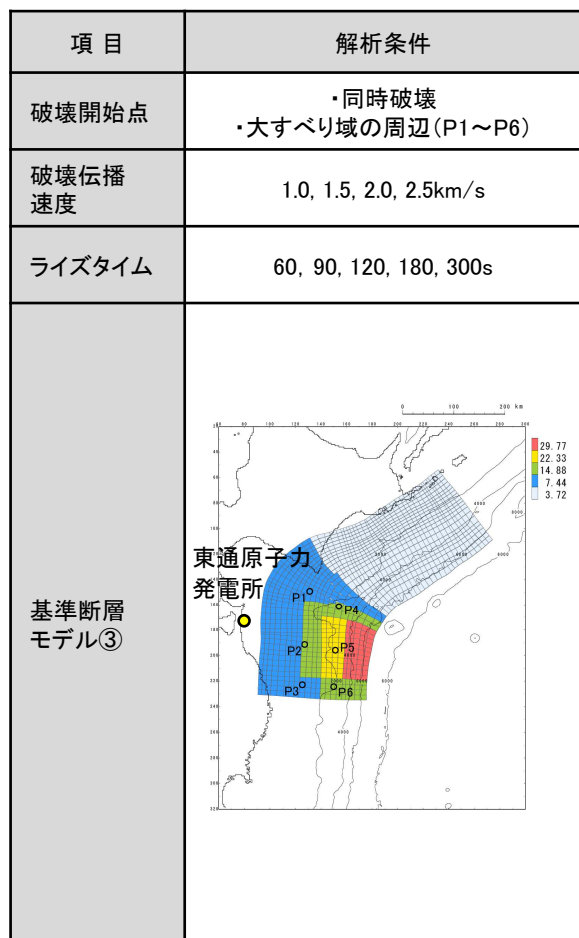 項 目
解析条件
破壊開始点
・同時破壊
・大すべり域の周辺(P1～P6)
破壊伝播
速度
1.0, 1.5, 2.0, 2.5km/s
ライズタイム
60, 90, 120, 180, 300s
基準断層
モデル③
0 100 200 km
29.77
22.33
14.88
7.44
3.72
東通原子力
発電所
P1
P4
P2
P5
P3
P6